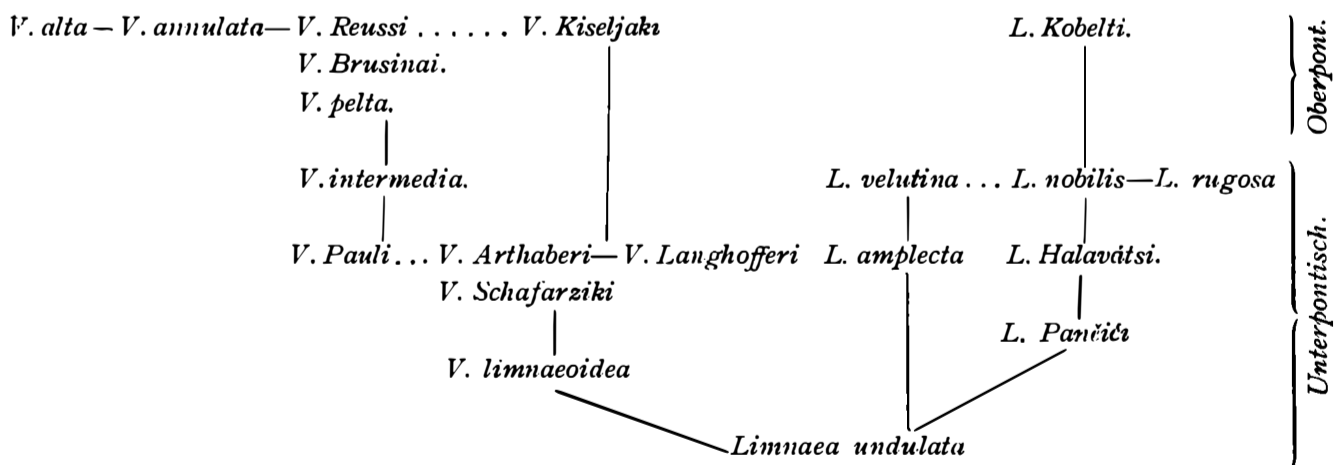 V. alta — V. annulata — V. Reussi ...... V. Kiseljaki L. Kobelti.
V. Brusinai.
V. pelta.
V. intermedia. L. velutina ... L. nobilis — L. rugosa
V. Pauli ... V. Arthaberi — V. Langhofferi L. amplecta L. Halavátsi.
V. Schafarziki
L. Pančići
V. limnaeoidea
Limnaea undulata
Oberpont.
Unterpontisch.